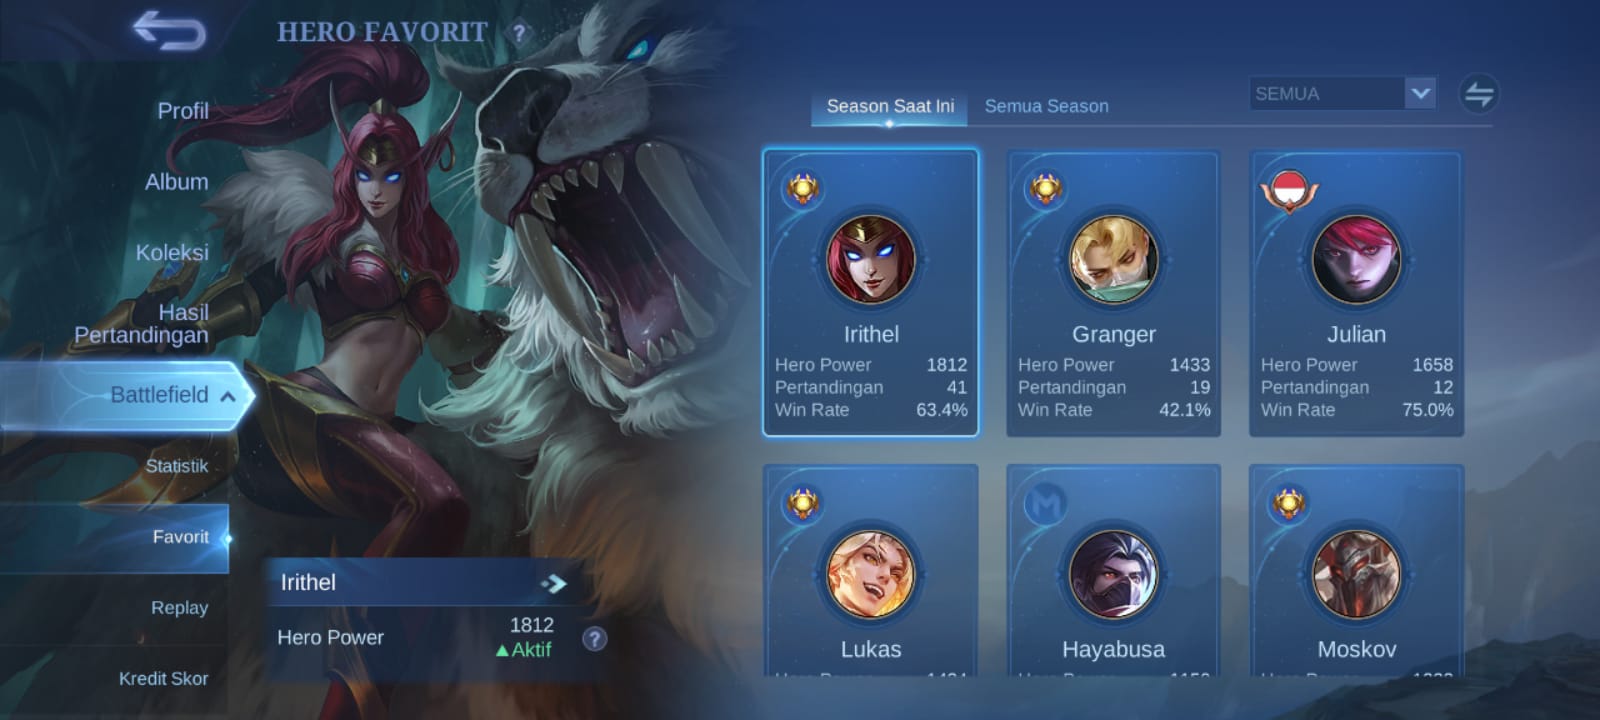 HERO FAVORIT ?
Profil
Album
Koleksi
Hasil
Pertandingan
Battlefield
Statistik
Favorit
Replay
Kredit Skor
Irithel
Hero Power 1812 ?
Aktif
Season Saat Ini Semua Season
SEMUA
Irithel
Hero Power 1812
Pertandingan 41
Win Rate 63.4%
Granger
Hero Power 1433
Pertandingan 19
Win Rate 42.1%
Julian
Hero Power 1658
Pertandingan 12
Win Rate 75.0%
Lukas
Hayabusa
Moskov